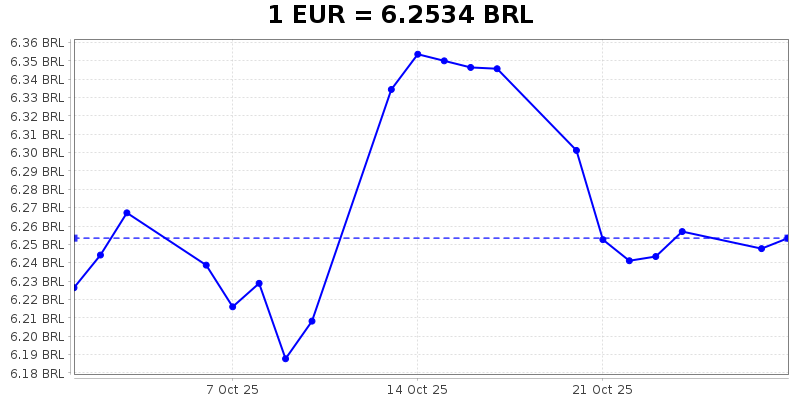 1 EUR = 6.2534 BRL
6.36 BRL
6.35 BRL
6.34 BRL
6.33 BRL
6.32 BRL
6.31 BRL
6.30 BRL
6.29 BRL
6.28 BRL
6.27 BRL
6.26 BRL
6.25 BRL
6.24 BRL
6.23 BRL
6.22 BRL
6.21 BRL
6.20 BRL
6.19 BRL
6.18 BRL
7 Oct 25 14 Oct 25 21 Oct 25